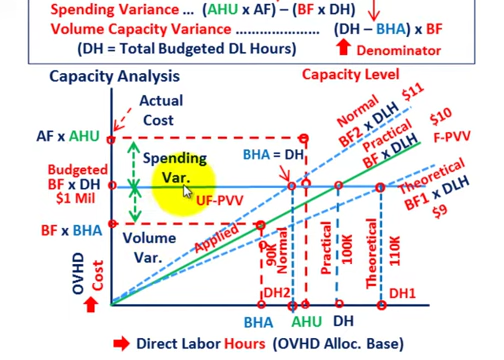 Spending Variance ... (AHU x AF) – (BF x DH)
Volume Capacity Variance ..................... (DH – BHA) x BF
(DH = Total Budgeted DL Hours)
Denominator
Capacity Analysis
Capacity Level
Actual
Cost
Normal
BF2 x DLH
$11
Practical
BF x DLH
$10
F-PVV
AF x AHU
Spending
Var.
BHA = DH
Budgeted
BF x DH
$1 Mil
UF-PVV
Theoretical
BF1 x DLH
$9
BF x BHA
Volume
Var.
Applied
90K
Normal
Practical
100K
Theoretical
110K
OVHD
Cost
DH2
DH1
BHA
AHU
DH
Direct Labor Hours (OVHD Alloc. Base)